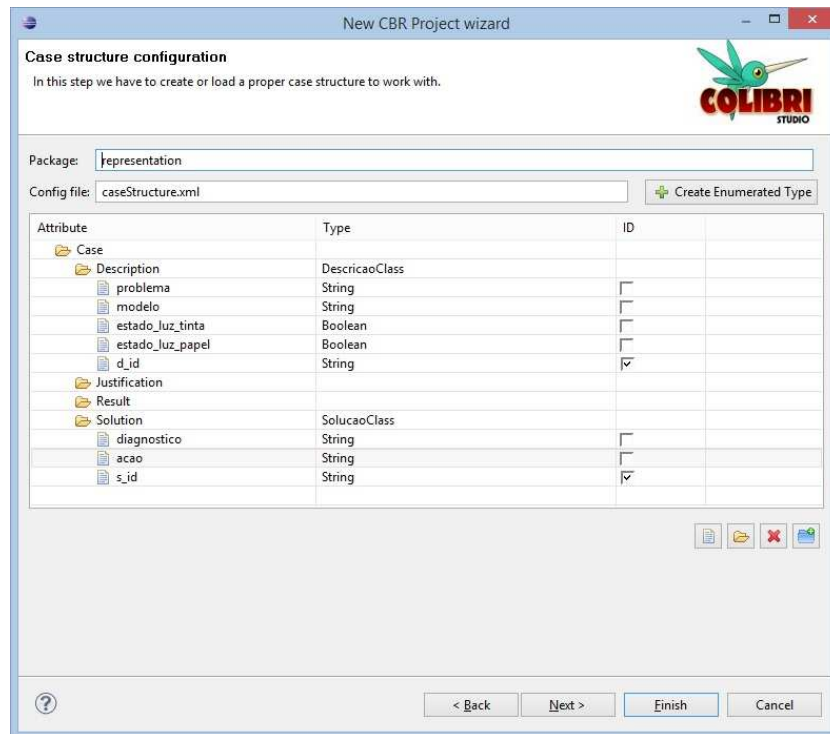 New CBR Project wizard
Case structure configuration
In this step we have to create or load a proper case structure to work with.
COLIBRI
STUDIO
Package: representation
Config file: caseStructure.xml Create Enumerated Type
Attribute Type ID
Case
Description DescricaoClass
problema String
modelo String
estado_luz_tinta Boolean
estado_luz_papel Boolean
d_id String
Justification
Result
Solution SolucaoClass
diagnostico String
acao String
s_id String
< Back Next > Finish Cancel